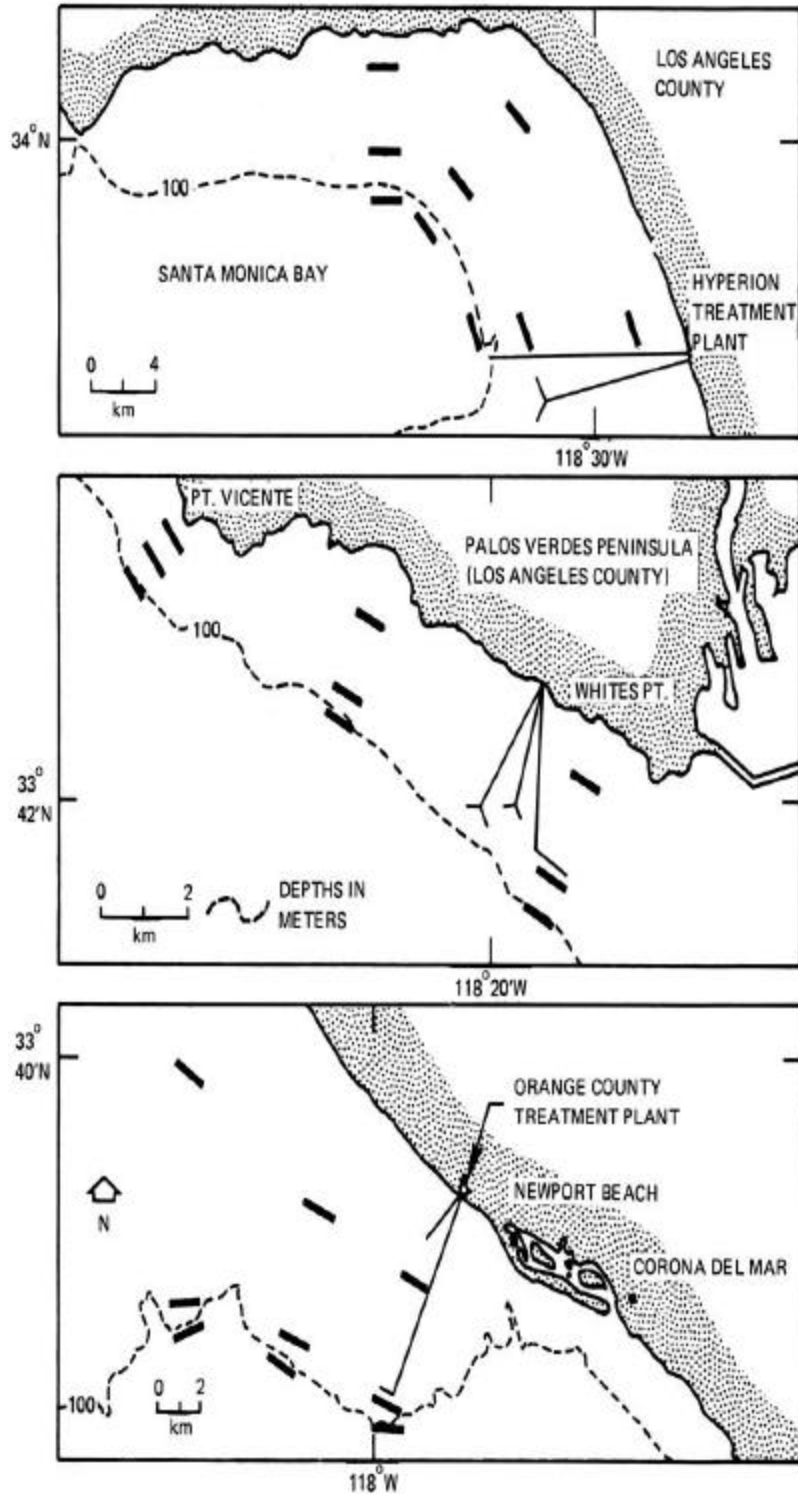 LOS ANGELES
COUNTY
34°N
100
SANTA MONICA BAY
HYPERION
TREATMENT
PLANT
0 4
km
118°30'W
PT. VICENTE
PALOS VERDES PENINSULA
(LOS ANGELES COUNTY)
100
WHITES PT.
33°
42'N
0 2
km
DEPTHS IN
METERS
118°20'W
33°
40'N
ORANGE COUNTY
TREATMENT PLANT
N
NEWPORT BEACH
CORONA DEL MAR
0 2
km
100
118°W